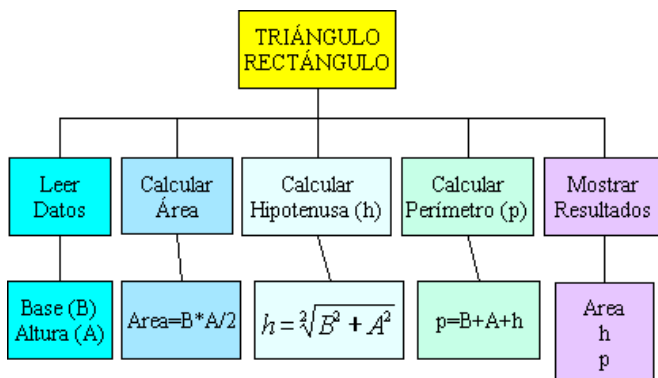 TRIÁNGULO
RECTÁNGULO
Leer
Datos
Calcular
Área
Calcular
Hipotenusa (h)
Calcular
Perímetro (p)
Mostrar
Resultados
Base (B)
Altura (A)
Area=B*A/2
h = ²√(B² + A²)
p=B+A+h
Area
h
p